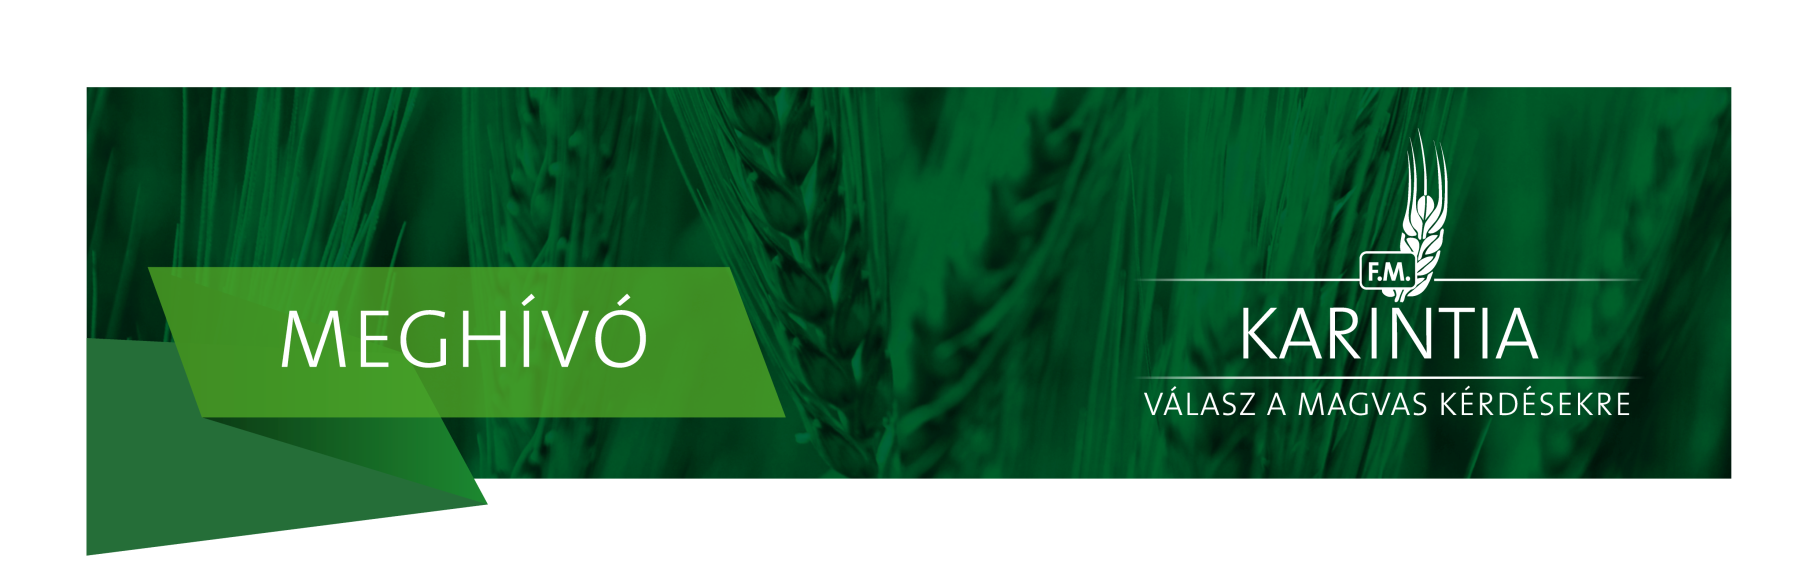 MEGHÍVÓ
F.M.
KARINTIA
VÁLASZ A MAGVAS KÉRDÉSEKRE